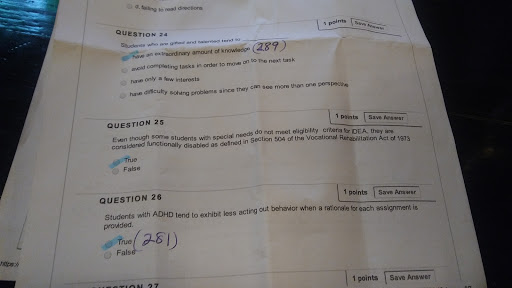 d. failing to read directions.
QUESTION 24
1 points Save Answer
Students who are gifted and talented tend to
have an extraordinary amount of knowledge (289)
avoid completing tasks in order to move on to the next task
have only a few interests
have difficulty solving problems since they can see more than one perspective
QUESTION 25
1 points Save Answer
Even though some students with special needs do not meet eligibility criteria for IDEA, they are
considered functionally disabled as defined in Section 504 of the Vocational Rehabilitation Act of 1973
True
False
QUESTION 26
1 points Save Answer
Students with ADHD tend to exhibit less acting out behavior when a rationale for each assignment is
provided.
True (281)
False
https://
QUESTION 27
1 points Save Answer